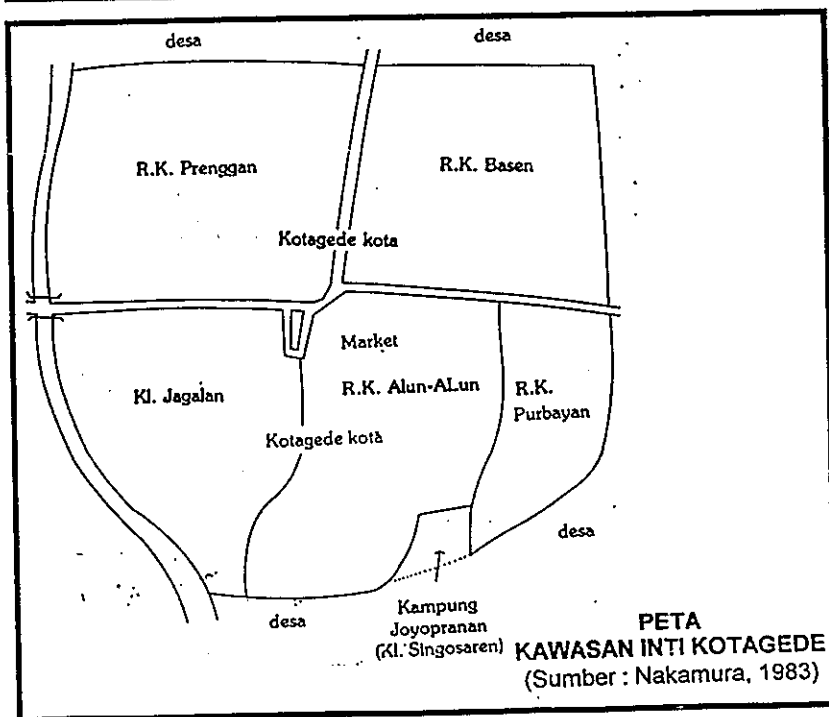 desa
desa
R.K. Prenggan
R.K. Basen
Kotagede kota
Market
Kl. Jagalan
R.K. Alun-ALun
R.K.
Purbayan
Kotagede kota
desa
desa
Kampung
Joyopranan
(Kl. Singosaren)
PETA
KAWASAN INTI KOTAGEDE
(Sumber : Nakamura, 1983)